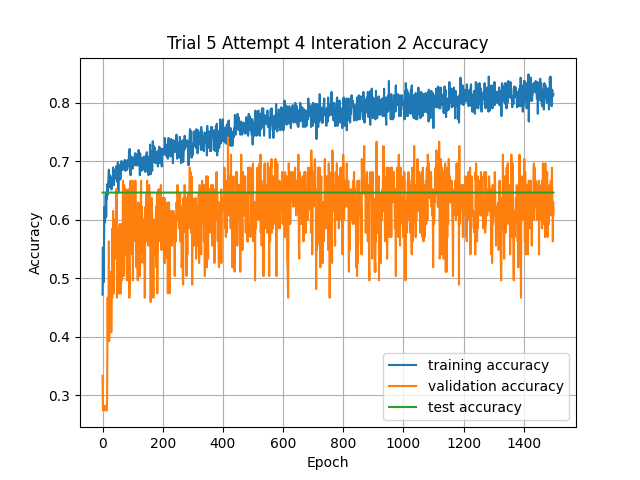 Trial 5 Attempt 4 Interation 2 Accuracy
Accuracy
0.8
0.7
0.6
0.5
0.4
0.3
training accuracy
validation accuracy
test accuracy
0 200 400 600 800 1000 1200 1400
Epoch